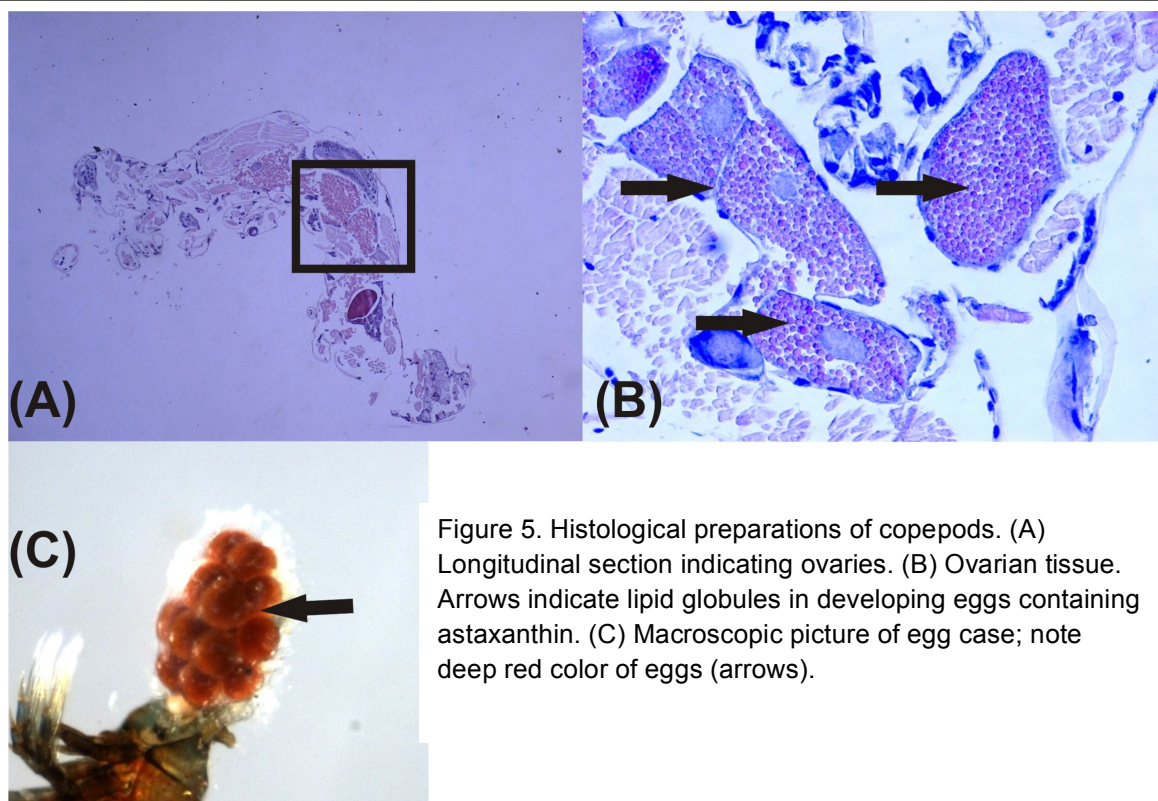 (A)
(B)
(C)
Figure 5. Histological preparations of copepods. (A)
Longitudinal section indicating ovaries. (B) Ovarian tissue.
Arrows indicate lipid globules in developing eggs containing
astaxanthin. (C) Macroscopic picture of egg case; note
deep red color of eggs (arrows).